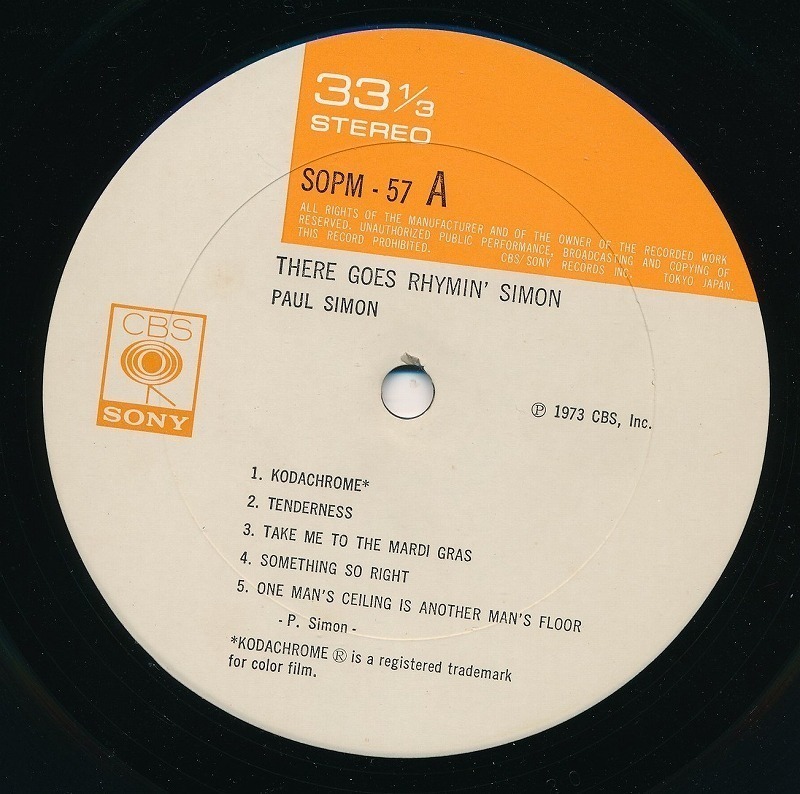 33 1/3
STEREO
SOPM - 57 A
ALL RIGHTS OF THE MANUFACTURER AND OF THE OWNER OF THE RECORDED WORK
RESERVED. UNAUTHORIZED PUBLIC PERFORMANCE, BROADCASTING AND COPYING OF
THIS RECORD PROHIBITED. CBS/SONY RECORDS INC. TOKYO JAPAN.
THERE GOES RHYMIN' SIMON
PAUL SIMON
CBS
SONY
℗ 1973 CBS, Inc.
1. KODACHROME*
2. TENDERNESS
3. TAKE ME TO THE MARDI GRAS
4. SOMETHING SO RIGHT
5. ONE MAN'S CEILING IS ANOTHER MAN'S FLOOR
- P. Simon -
*KODACHROME ® is a registered trademark
for color film.